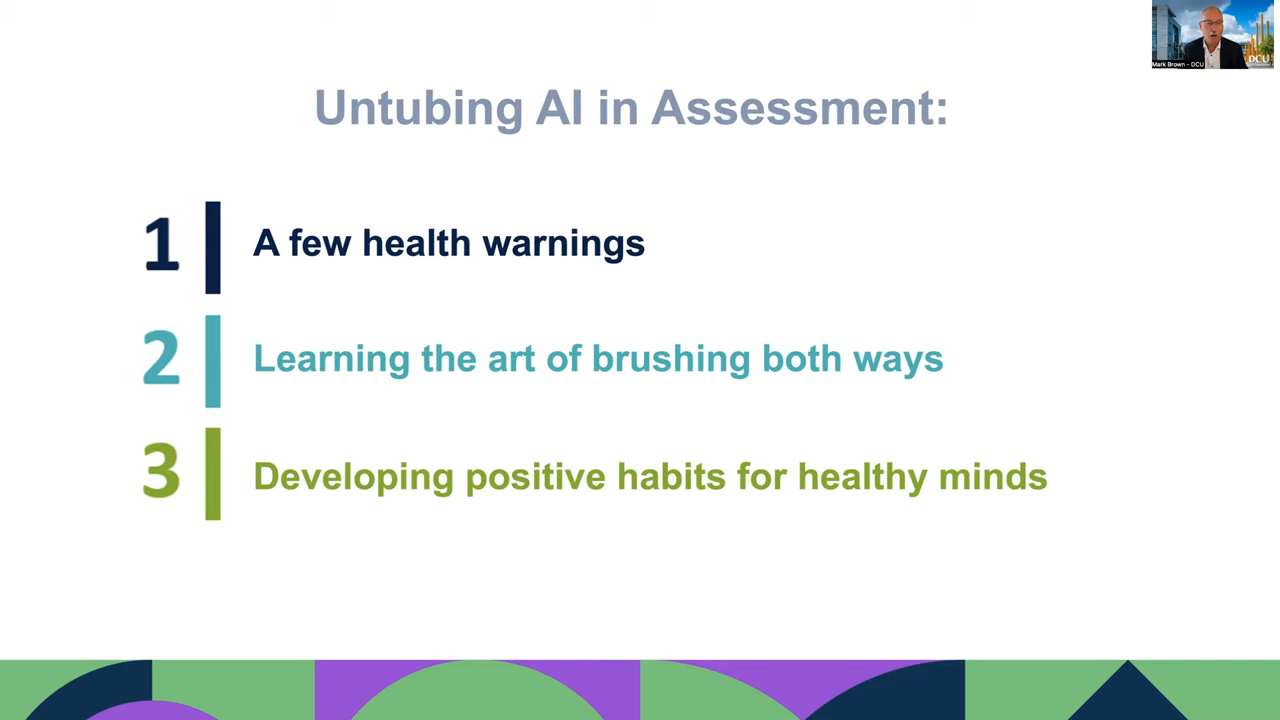 Mark Brown - DCU
DCU
Untubing AI in Assessment:
1 A few health warnings
2 Learning the art of brushing both ways
3 Developing positive habits for healthy minds